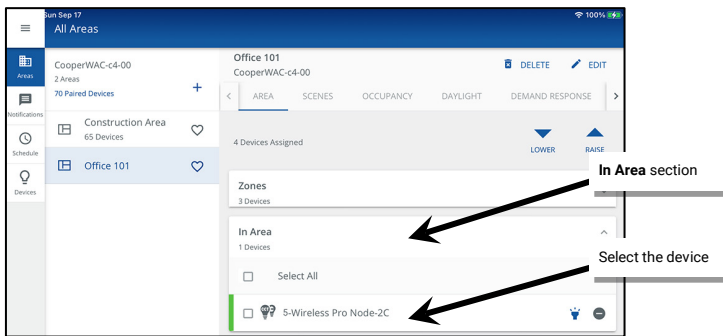 Sun Sep 17
100%
All Areas
Areas
Notifications
Schedule
Devices
CooperWAC-c4-00
2 Areas
70 Paired Devices
+
Construction Area
65 Devices
Office 101
Office 101
CooperWAC-c4-00
DELETE
EDIT
< AREA SCENES OCCUPANCY DAYLIGHT DEMAND RESPONSE >
4 Devices Assigned
LOWER
RAISE
In Area section
Zones
3 Devices
In Area
1 Devices
Select the device
Select All
5-Wireless Pro Node-2C